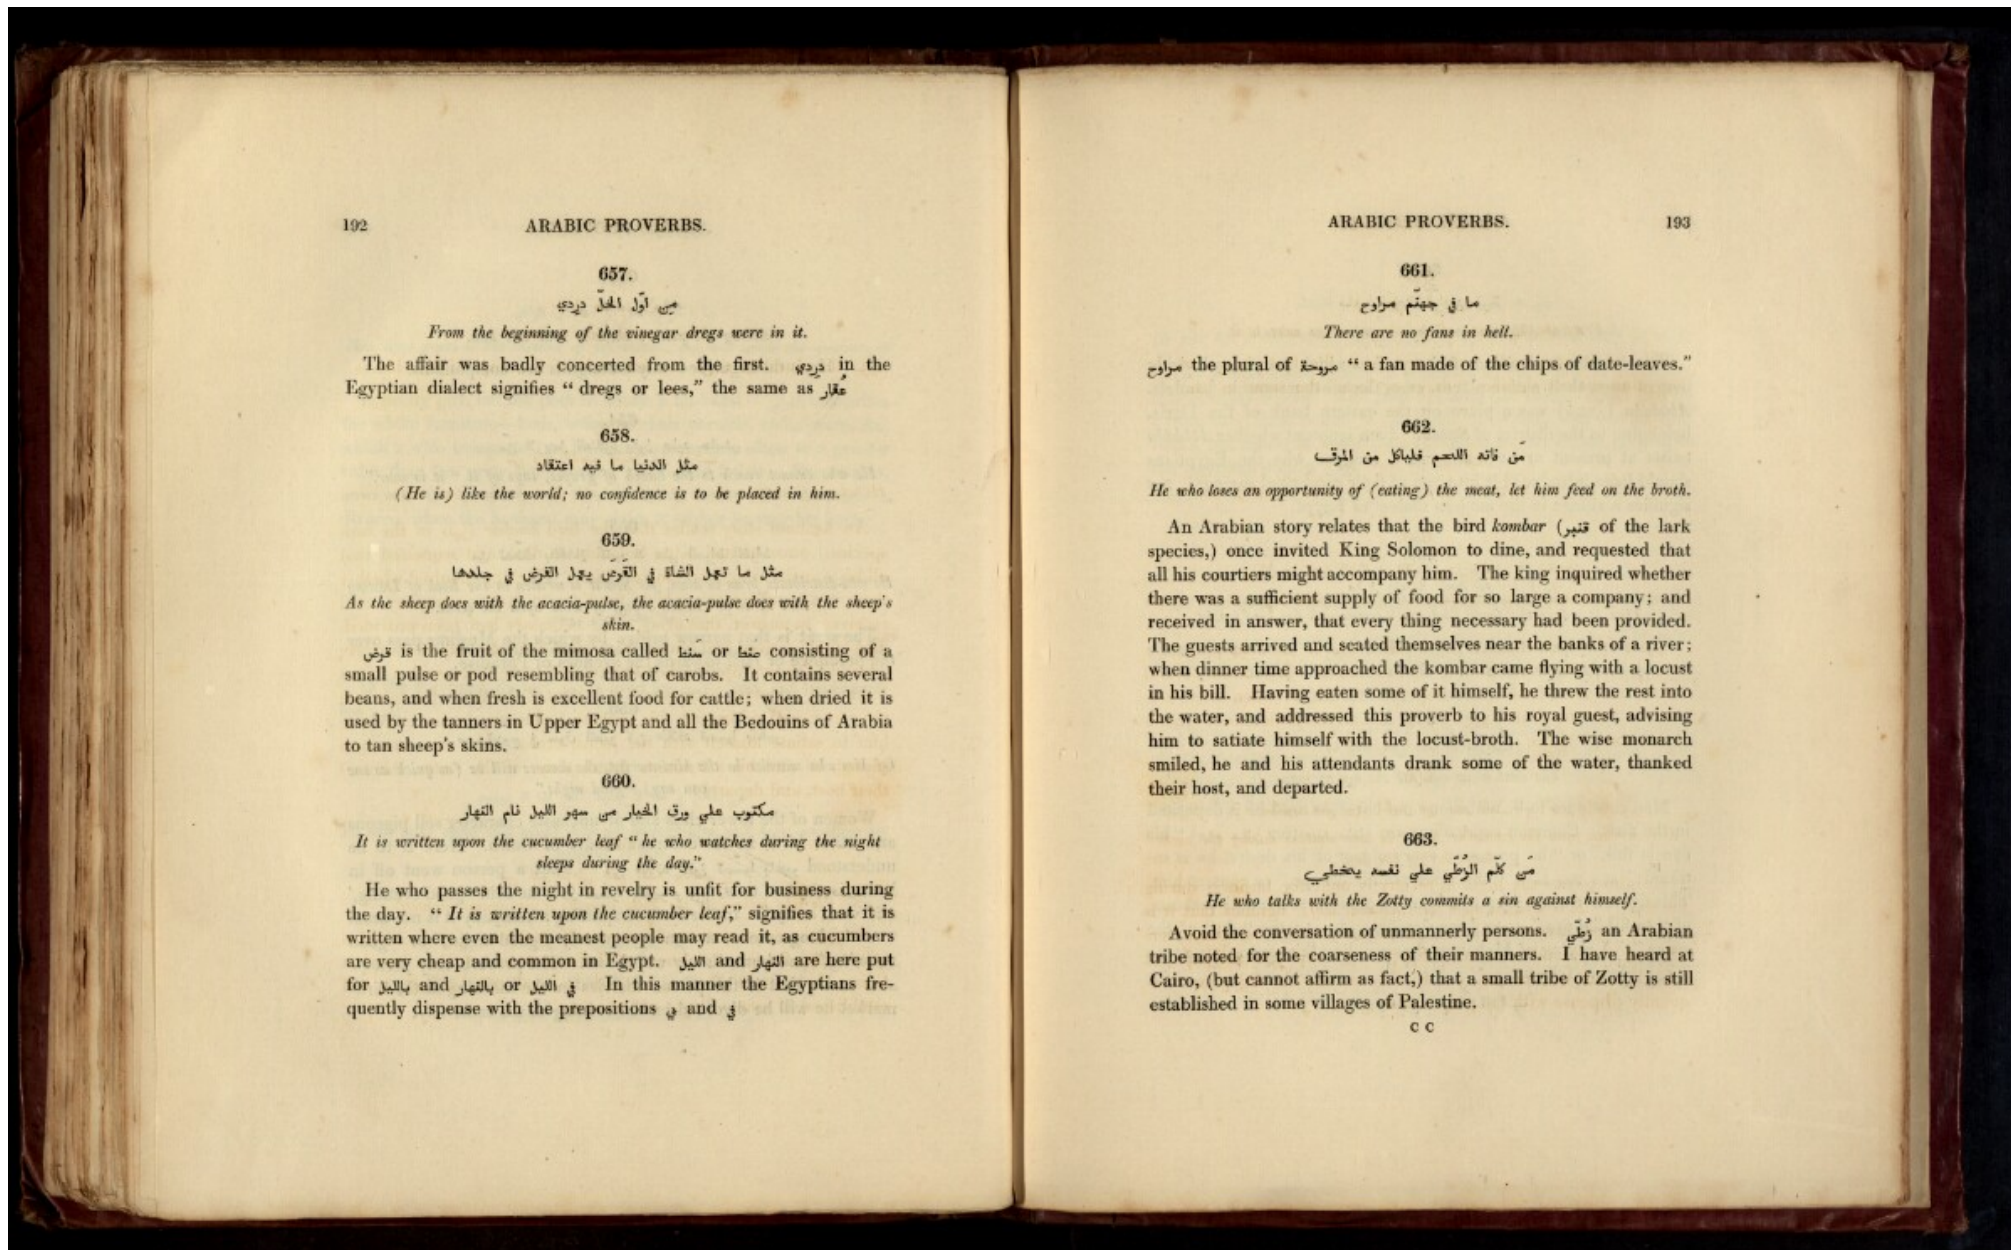 192
ARABIC PROVERBS.
657.
مِن اوّل الخلّ دردي
From the beginning of the vinegar dregs were in it.
The affair was badly concerted from the first. دردي in the
Egyptian dialect signifies “ dregs or lees,” the same as عُقار
658.
مثل الدنيا ما فيه اعتقاد
(He is) like the world; no confidence is to be placed in him.
659.
مثل ما تعمل الشاة في القَرَض يعمل القرض في جلدها
As the sheep does with the acacia-pulse, the acacia-pulse does with the sheep's
skin.
قرض is the fruit of the mimosa called سَنط or صنط consisting of a
small pulse or pod resembling that of carobs. It contains several
beans, and when fresh is excellent food for cattle; when dried it is
used by the tanners in Upper Egypt and all the Bedouins of Arabia
to tan sheep's skins.
660.
مكتوب علي ورق الخيار من سهر الليل نام النهار
It is written upon the cucumber leaf “ he who watches during the night
sleeps during the day.”
He who passes the night in revelry is unfit for business during
the day. “ It is written upon the cucumber leaf,” signifies that it is
written where even the meanest people may read it, as cucumbers
are very cheap and common in Egypt. الليل and النهار are here put
for بالليل and بالنهار or في الليل In this manner the Egyptians fre-
quently dispense with the prepositions ب and في
ARABIC PROVERBS.
193
661.
ما في جهنّم مراوح
There are no fans in hell.
مراوح the plural of مروحة “ a fan made of the chips of date-leaves.”
662.
مَن فاته اللحم فلياكل من المرق
He who loses an opportunity of (eating) the meat, let him feed on the broth.
An Arabian story relates that the bird kombar (قنبر of the lark
species,) once invited King Solomon to dine, and requested that
all his courtiers might accompany him. The king inquired whether
there was a sufficient supply of food for so large a company; and
received in answer, that every thing necessary had been provided.
The guests arrived and seated themselves near the banks of a river;
when dinner time approached the kombar came flying with a locust
in his bill. Having eaten some of it himself, he threw the rest into
the water, and addressed this proverb to his royal guest, advising
him to satiate himself with the locust-broth. The wise monarch
smiled, he and his attendants drank some of the water, thanked
their host, and departed.
663.
مَن كلّم الزُطّي علي نفسه يخطي
He who talks with the Zotty commits a sin against himself.
Avoid the conversation of unmannerly persons. زُطّي an Arabian
tribe noted for the coarseness of their manners. I have heard at
Cairo, (but cannot affirm as fact,) that a small tribe of Zotty is still
established in some villages of Palestine.
C C